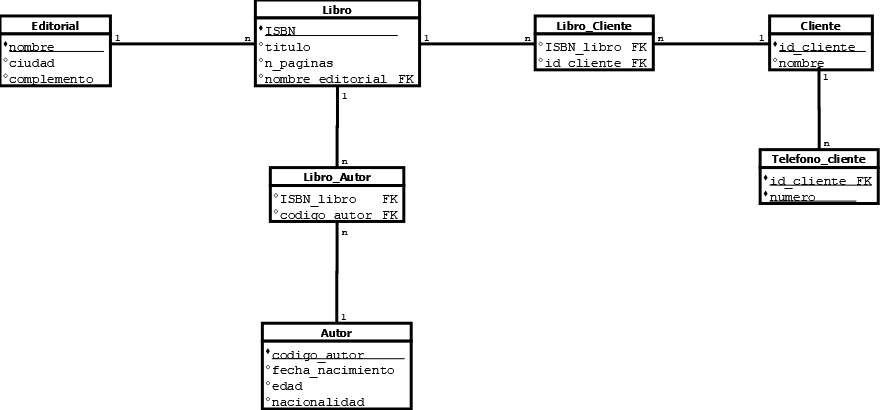 Editorial
nombre
ciudad
complemento
1
n
Libro
ISBN
titulo
n_paginas
nombre_editorial FK
1
n
Libro_Cliente
ISBN_libro FK
id_cliente FK
n
1
Cliente
id_cliente
nombre
1
n
Telefono_cliente
id_cliente FK
numero
1
n
Libro_Autor
ISBN_libro FK
codigo_autor FK
n
1
Autor
codigo_autor
fecha_nacimiento
edad
nacionalidad